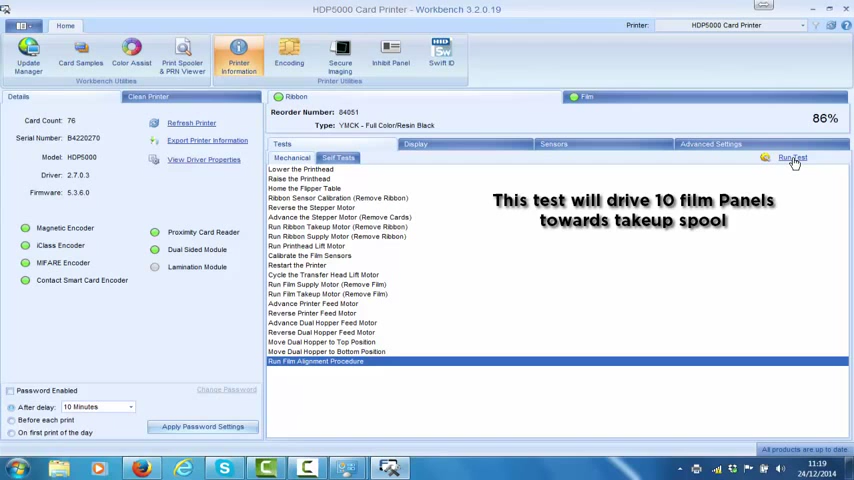 HDP5000 Card Printer - Workbench 3.2.0.19
Home
Printer:
HDP5000 Card Printer
Update Manager
Card Samples
Color Assist
Print Spooler & PRN Viewer
Printer Information
Encoding
Secure Imaging
Inhibit Panel
Swift ID
Workbench Utilities
Printer Utilities
Details
Clean Printer
Ribbon
Film
Card Count: 76
Serial Number: B4220270
Model: HDP5000
Driver: 2.7.0.3
Firmware: 5.3.6.0
Refresh Printer
Export Printer Information
View Driver Properties
Reorder Number: 84051
Type: YMCK - Full Color/Resin Black
86%
Tests
Display
Sensors
Advanced Settings
Mechanical
Self Tests
Run Test
Magnetic Encoder
iClass Encoder
MIFARE Encoder
Contact Smart Card Encoder
Proximity Card Reader
Dual Sided Module
Lamination Module
Lower the Printhead
Raise the Printhead
Home the Flipper Table
Ribbon Sensor Calibration (Remove Ribbon)
Reverse the Stepper Motor
Advance the Stepper Motor (Remove Cards)
Run Ribbon Takeup Motor (Remove Ribbon)
Run Ribbon Supply Motor (Remove Ribbon)
Run Printhead Lift Motor
Calibrate the Film Sensors
Restart the Printer
Cycle the Transfer Head Lift Motor
Run Film Supply Motor (Remove Film)
Run Film Takeup Motor (Remove Film)
Advance Printer Feed Motor
Reverse Printer Feed Motor
Advance Dual Hopper Feed Motor
Reverse Dual Hopper Feed Motor
Move Dual Hopper to Top Position
Move Dual Hopper to Bottom Position
Run Film Alignment Procedure
This test will drive 10 film Panels
towards takeup spool
Password Enabled
Change Password
After delay:
10 Minutes
Before each print
On first print of the day
Apply Password Settings
All products are up to date
11:19
24/12/2014